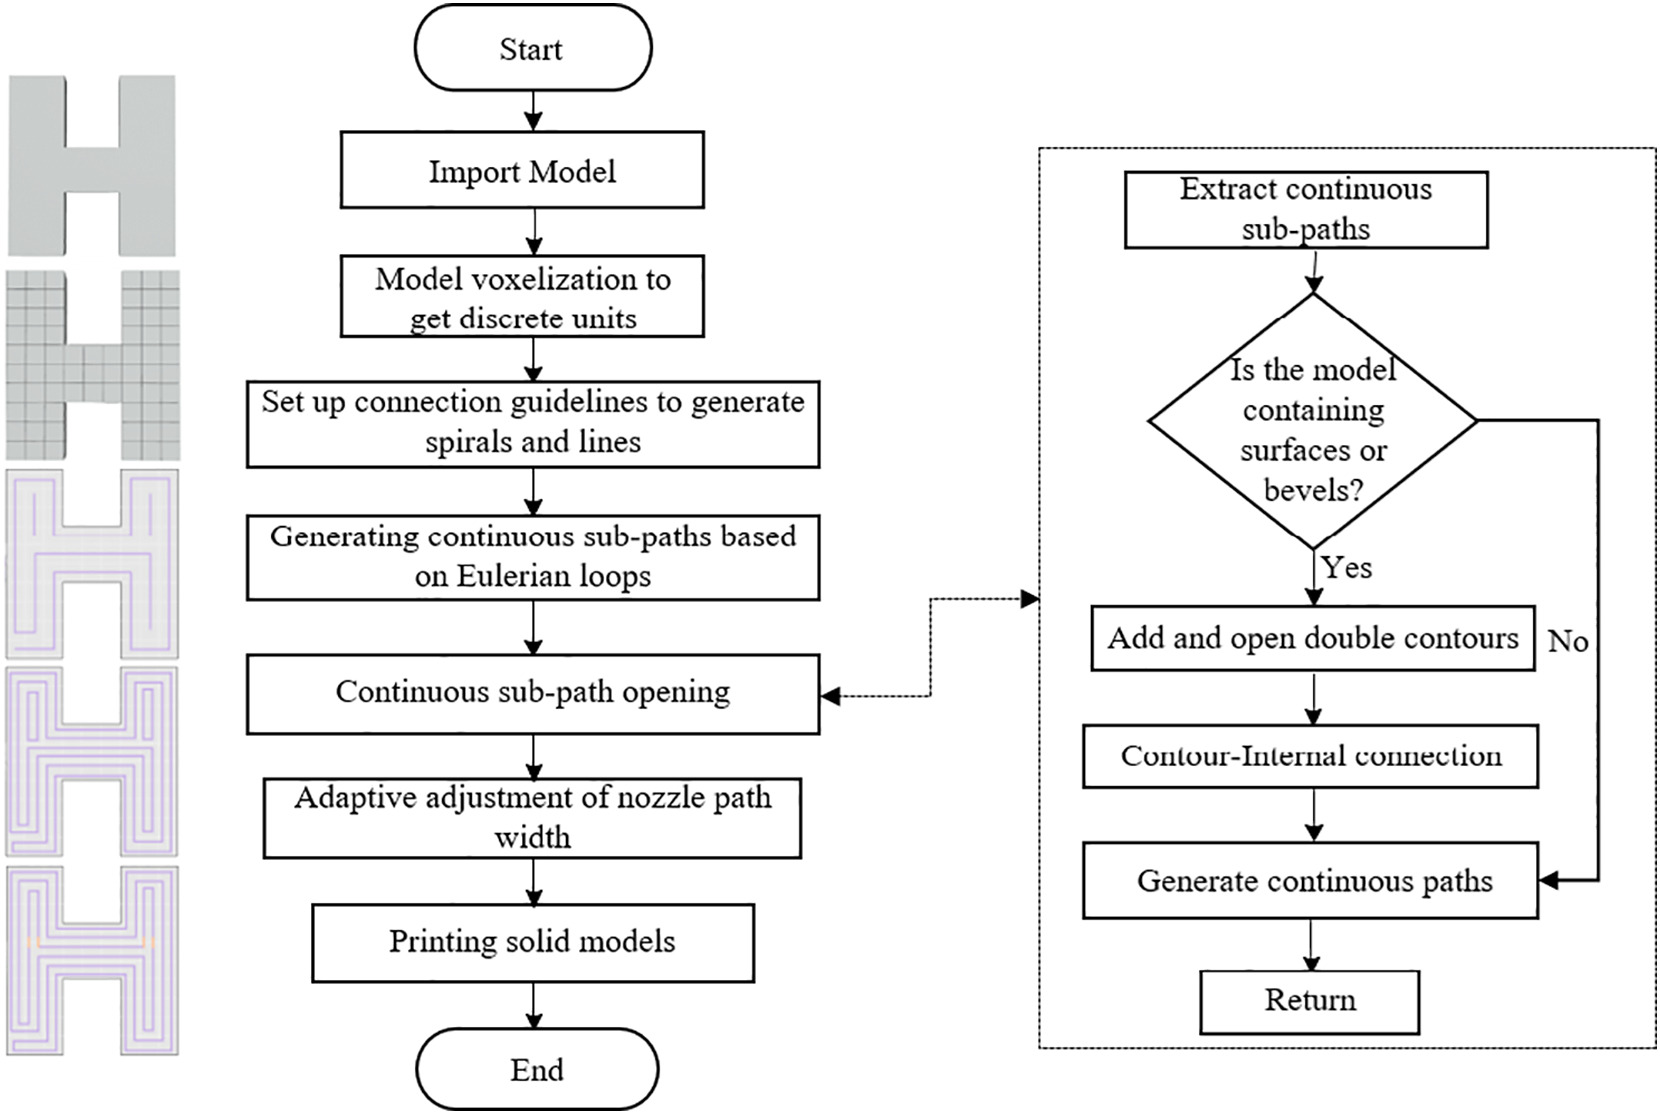 Start
Import Model
Model voxelization to
get discrete units
Set up connection guidelines to generate
spirals and lines
Generating continuous sub-paths based
on Eulerian loops
Continuous sub-path opening
Adaptive adjustment of nozzle path
width
Printing solid models
End
Extract continuous
sub-paths
Is the model
containing
surfaces or
bevels?
Yes
No
Add and open double contours
Contour-Internal connection
Generate continuous paths
Return